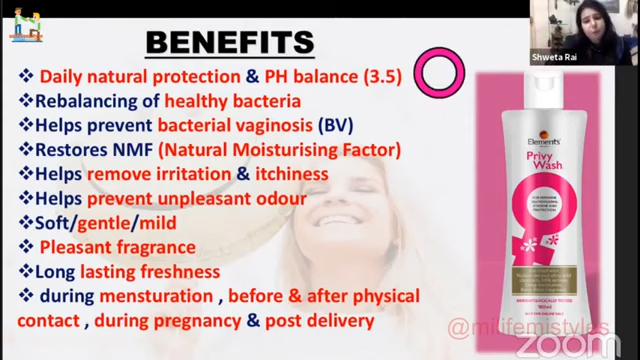 BENEFITS
Shweta Rai
❖ Daily natural protection & PH balance (3.5)
❖Rebalancing of healthy bacteria
❖Helps prevent bacterial vaginosis (BV)
❖Restores NMF (Natural Moisturising Factor)
❖Helps remove irritation & itchiness
❖Helps prevent unpleasant odour
❖Soft/gentle/mild
❖ Pleasant fragrance
❖Long lasting freshness
❖ during mensturation , before & after physical
contact , during pregnancy & post delivery
Elements
Privy
Wash
@milifemistyles
zoom